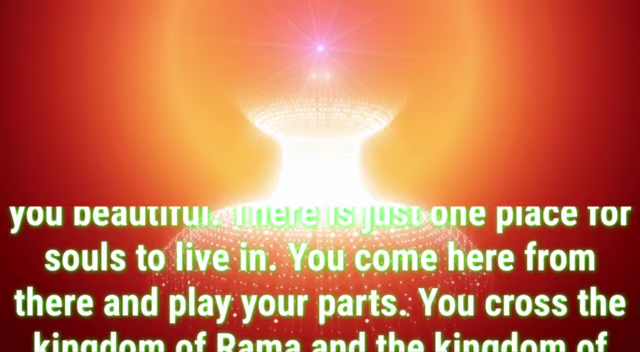 you beautiful. There is just one place for
souls to live in. You come here from
there and play your parts. You cross the
kingdom of Rama and the kingdom of